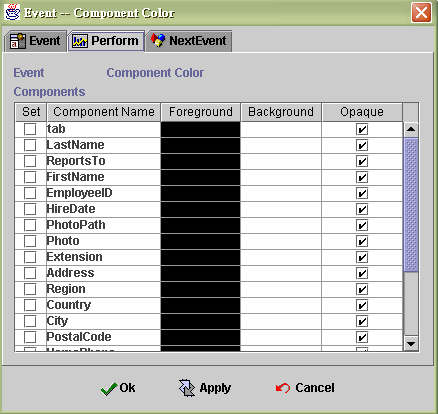 Event -- Component Color
Event Perform NextEvent
Event Component Color
Components
Set Component Name Foreground Background Opaque
tab
LastName
ReportsTo
FirstName
EmployeeID
HireDate
PhotoPath
Photo
Extension
Address
Region
Country
City
PostalCode
HomePhone
Ok Apply Cancel